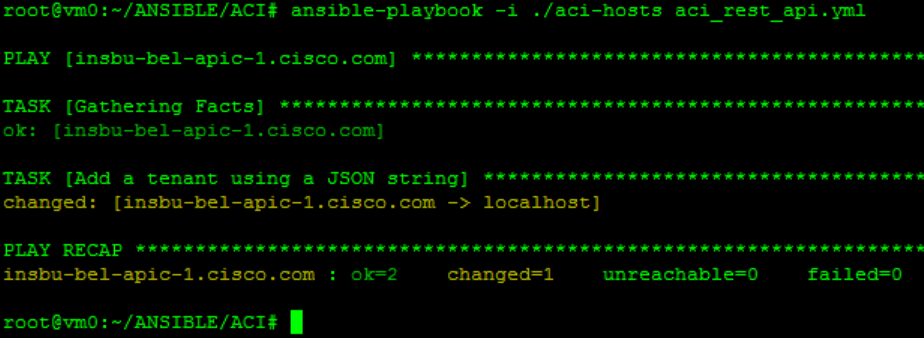 root@vm0:~/ANSIBLE/ACI# ansible-playbook -i ./aci-hosts aci_rest_api.yml
PLAY [insbu-bel-apic-1.cisco.com] *******************************************
TASK [Gathering Facts] ******************************************************
ok: [insbu-bel-apic-1.cisco.com]
TASK [Add a tenant using a JSON string] *************************************
changed: [insbu-bel-apic-1.cisco.com -> localhost]
PLAY RECAP ******************************************************************
insbu-bel-apic-1.cisco.com : ok=2    changed=1    unreachable=0    failed=0
root@vm0:~/ANSIBLE/ACI#